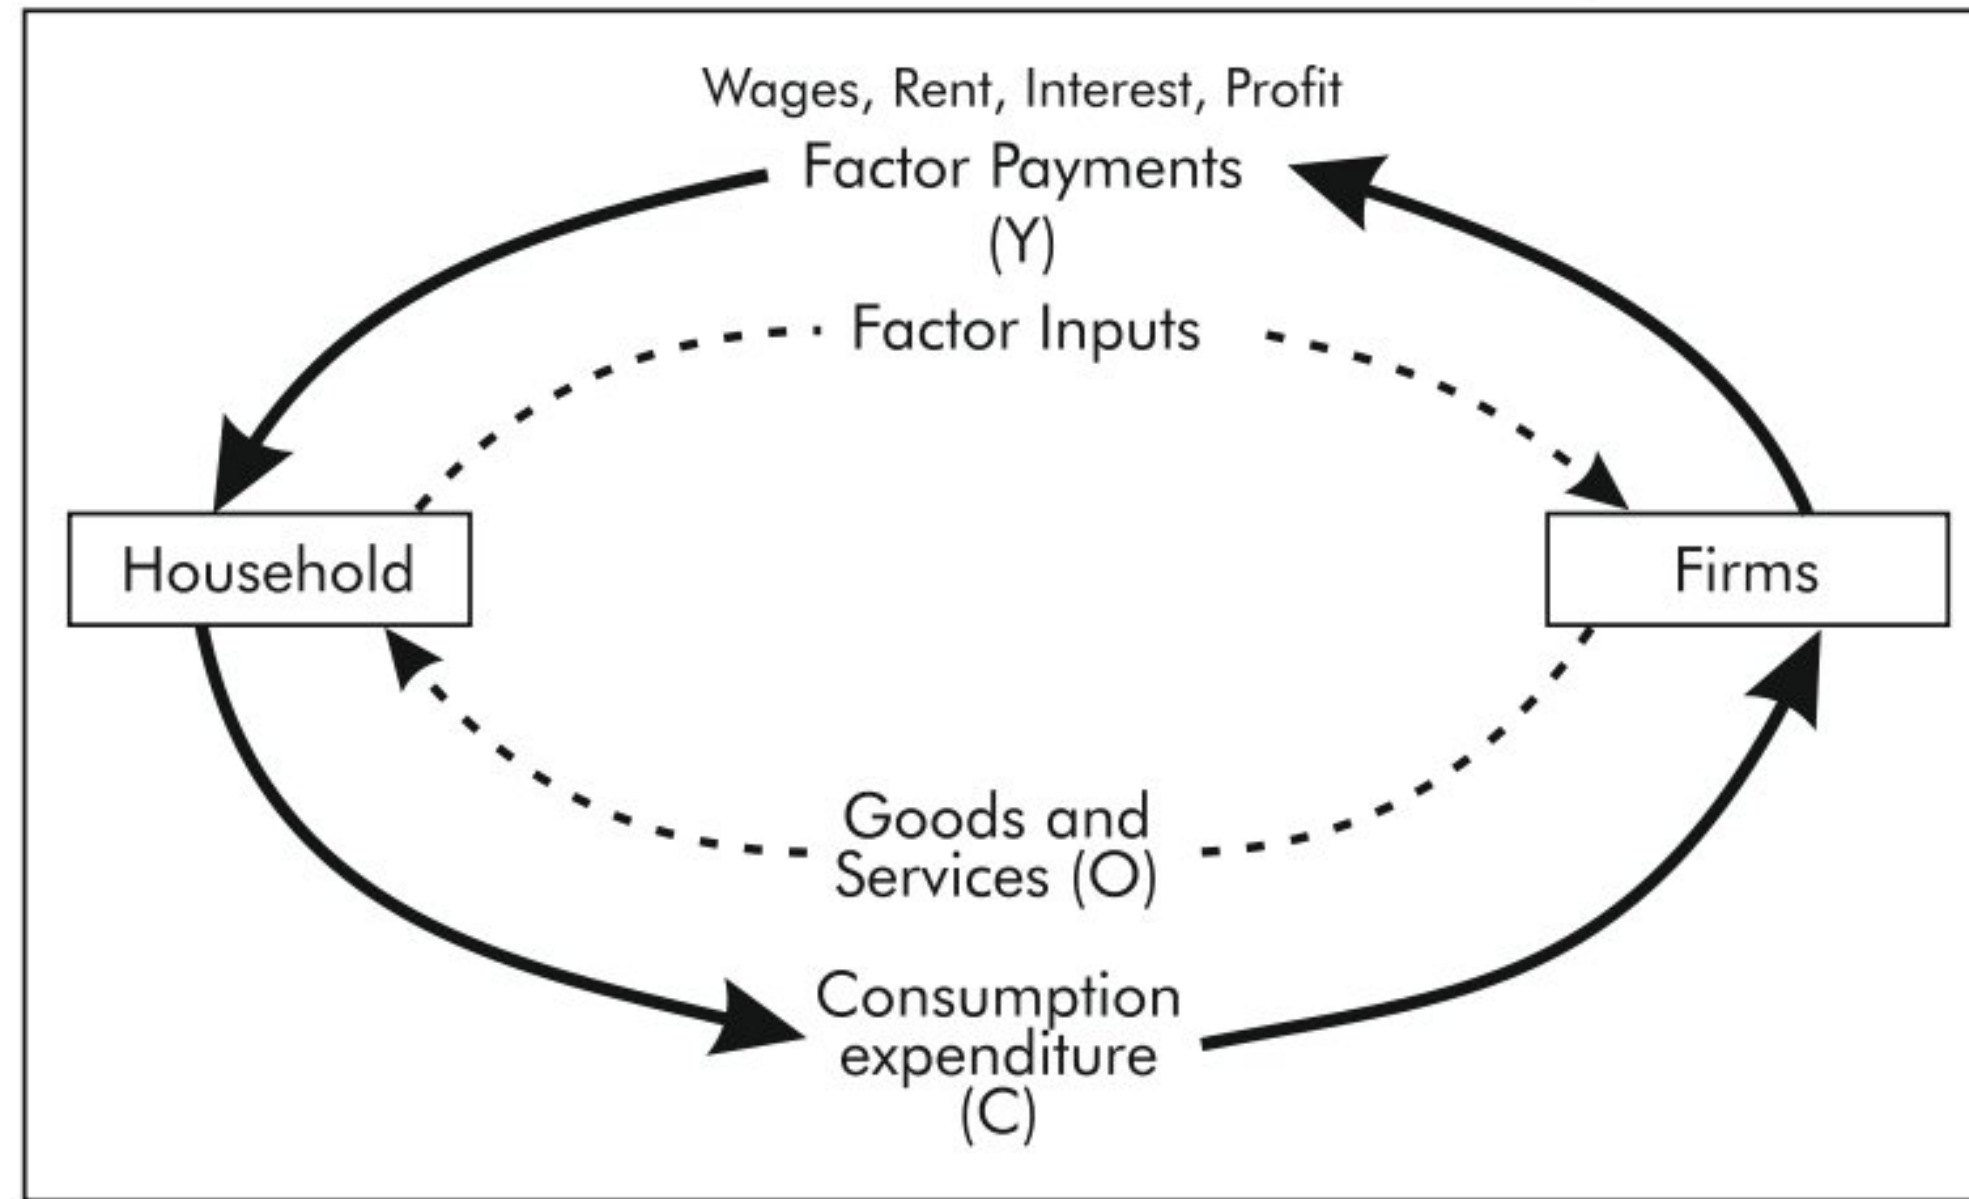 Wages, Rent, Interest, Profit
Factor Payments
(Y)
Factor Inputs
Household
Firms
Goods and
Services (O)
Consumption
expenditure
(C)